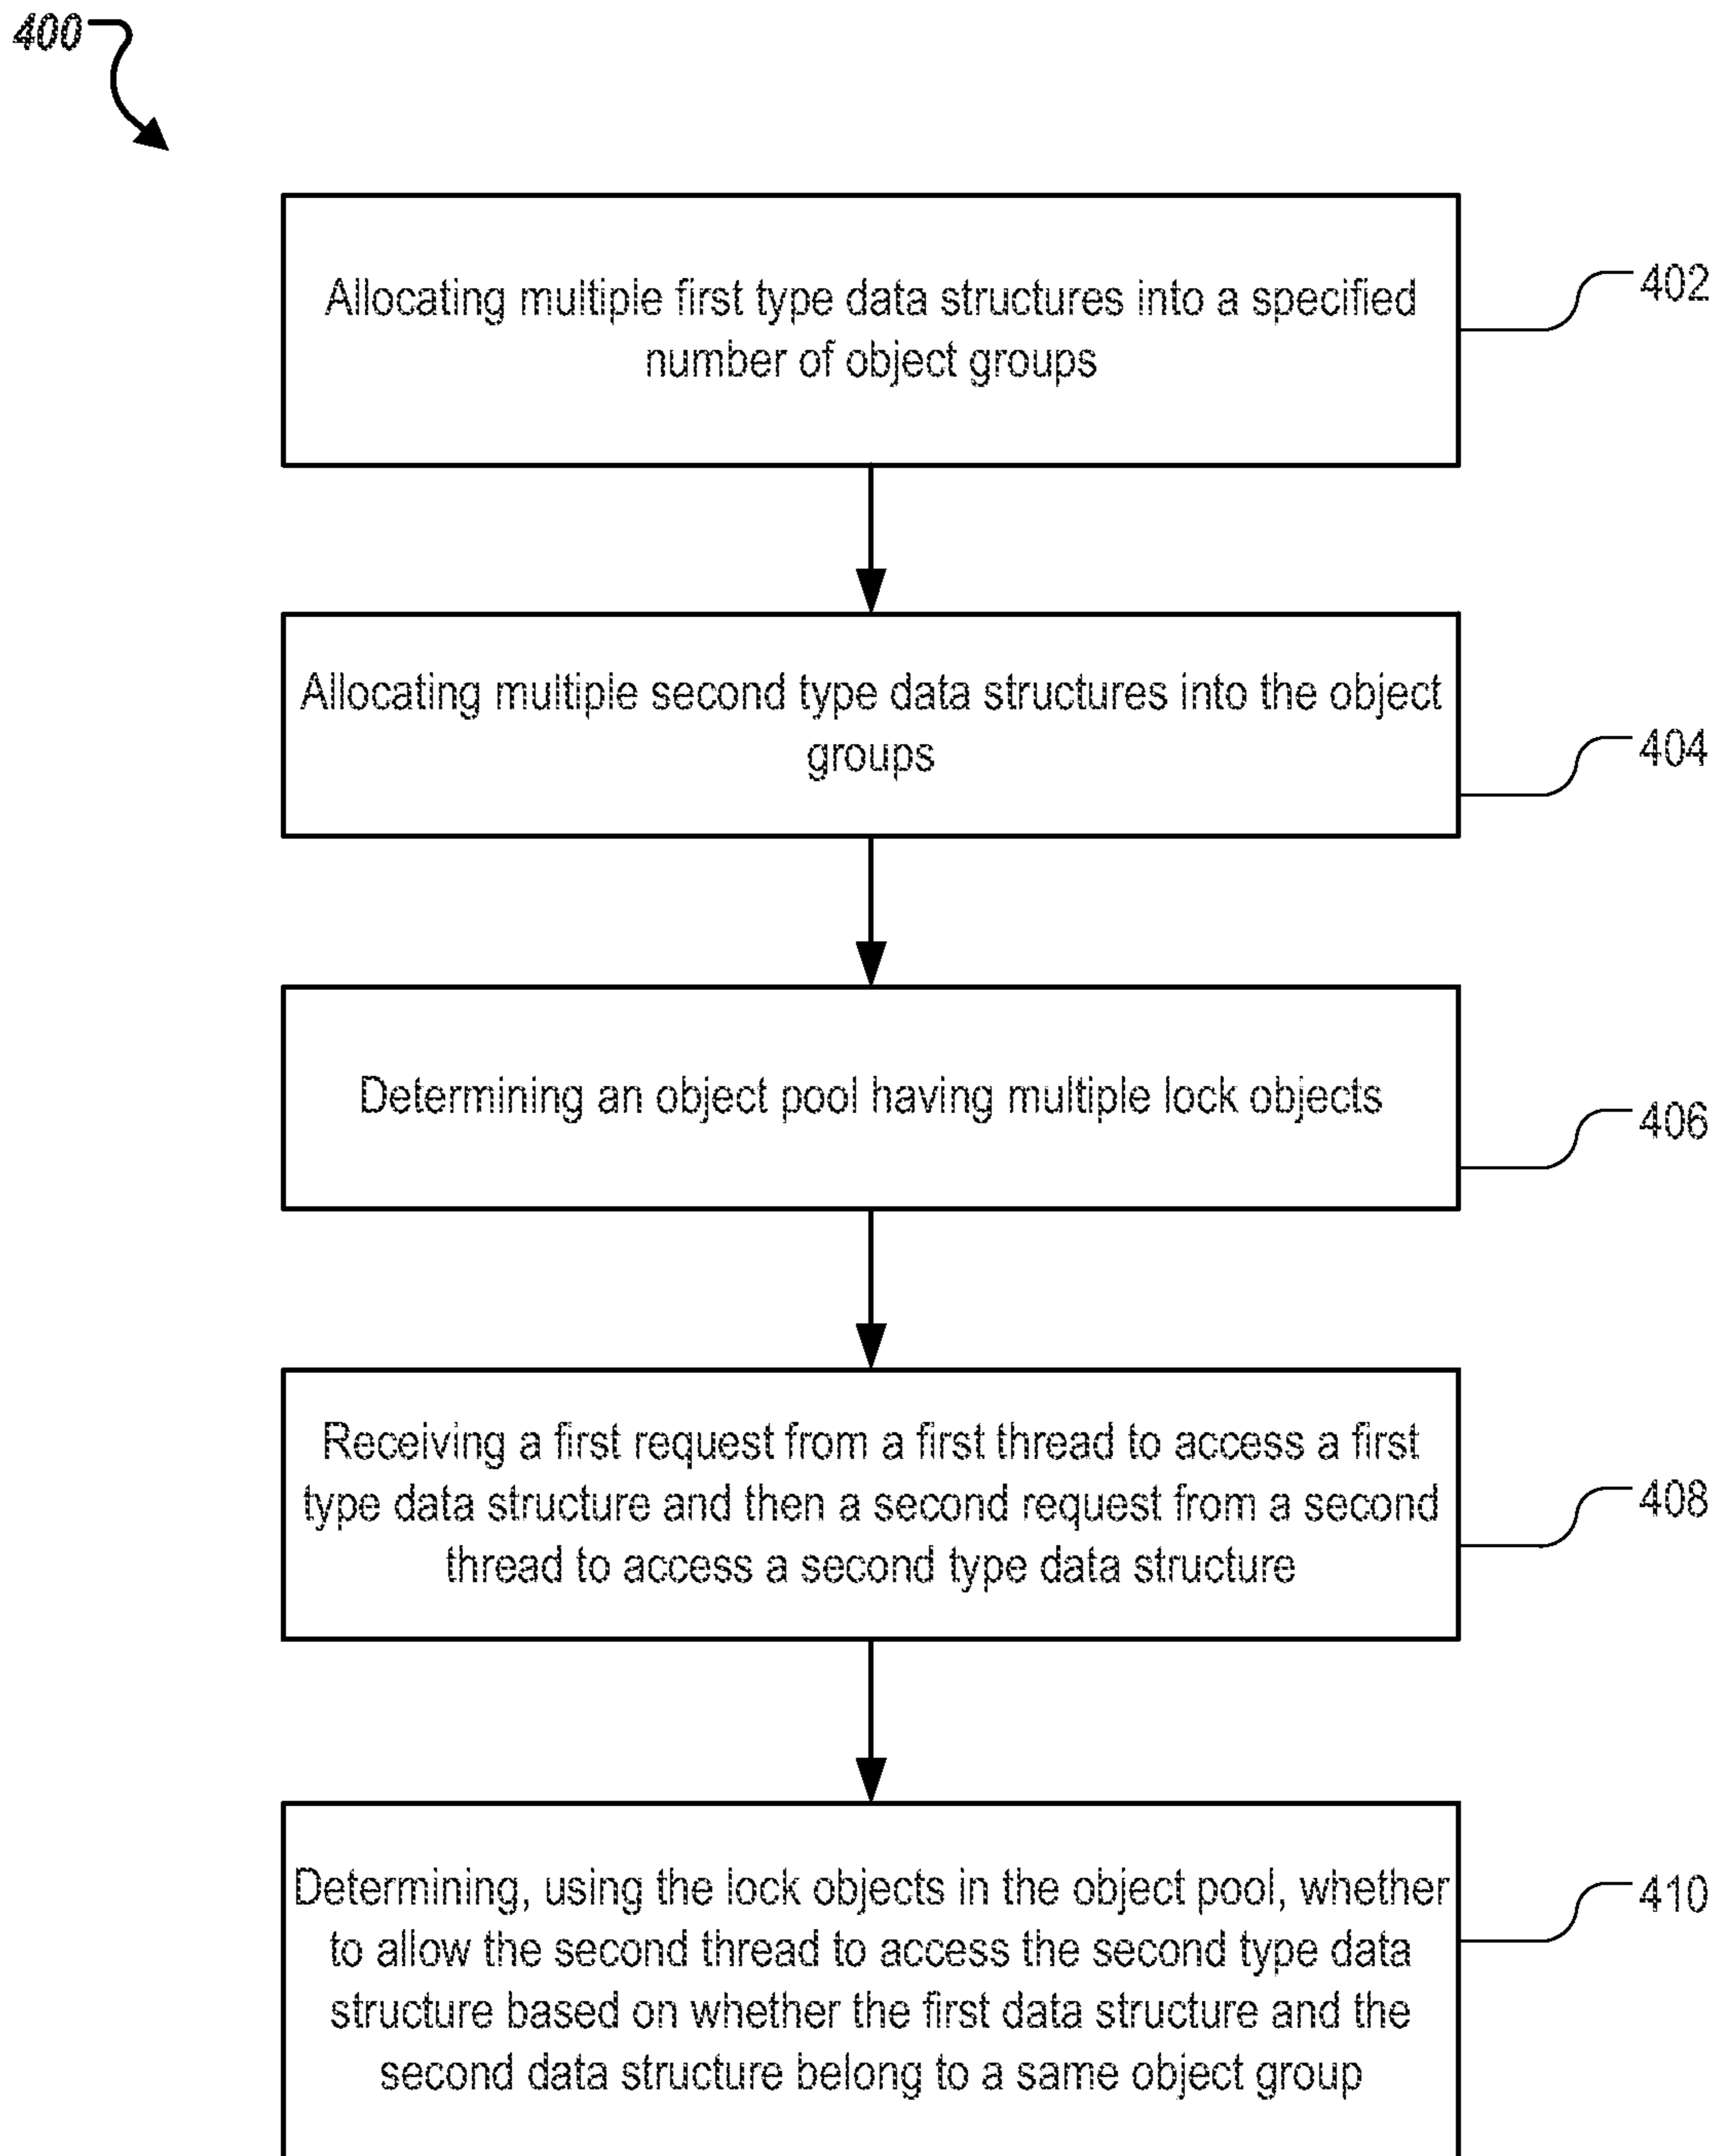 400
Allocating multiple first type data structures into a specified
number of object groups
402
Allocating multiple second type data structures into the object
groups
404
Determining an object pool having multiple lock objects
406
Receiving a first request from a first thread to access a first
type data structure and then a second request from a second
thread to access a second type data structure
408
Determining, using the lock objects in the object pool, whether
to allow the second thread to access the second type data
structure based on whether the first data structure and the
second data structure belong to a same object group
410